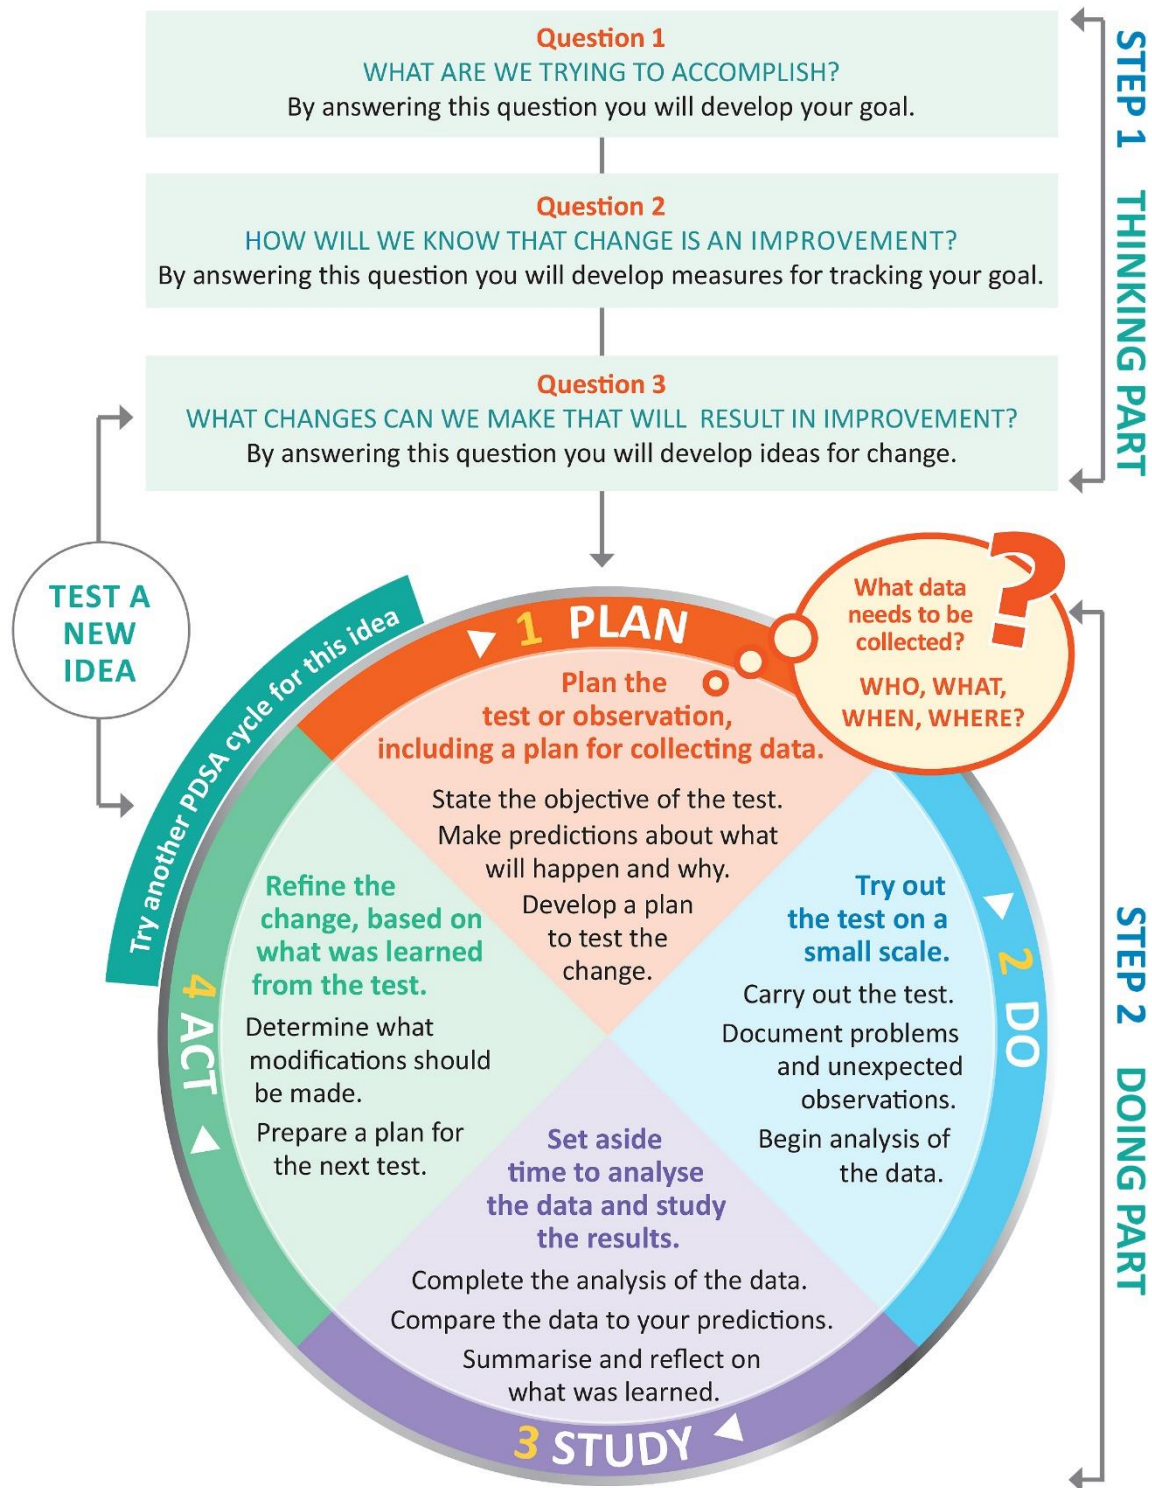 Question 1
WHAT ARE WE TRYING TO ACCOMPLISH?
By answering this question you will develop your goal.
Question 2
HOW WILL WE KNOW THAT CHANGE IS AN IMPROVEMENT?
By answering this question you will develop measures for tracking your goal.
Question 3
WHAT CHANGES CAN WE MAKE THAT WILL RESULT IN IMPROVEMENT?
By answering this question you will develop ideas for change.
STEP 1 THINKING PART
TEST A
NEW
IDEA
Try another PDSA cycle for this idea
1 PLAN
Plan the
test or observation,
including a plan for collecting data.
State the objective of the test.
Make predictions about what
will happen and why.
Develop a plan
to test the
change.
?
What data
needs to be
collected?
WHO, WHAT,
WHEN, WHERE?
2 DO
Try out
the test on a
small scale.
Carry out the test.
Document problems
and unexpected
observations.
Begin analysis of
the data.
3 STUDY
Set aside
time to analyse
the data and study
the results.
Complete the analysis of the data.
Compare the data to your predictions.
Summarise and reflect on
what was learned.
4 ACT
Refine the
change, based on
what was learned
from the test.
Determine what
modifications should
be made.
Prepare a plan for
the next test.
STEP 2 DOING PART